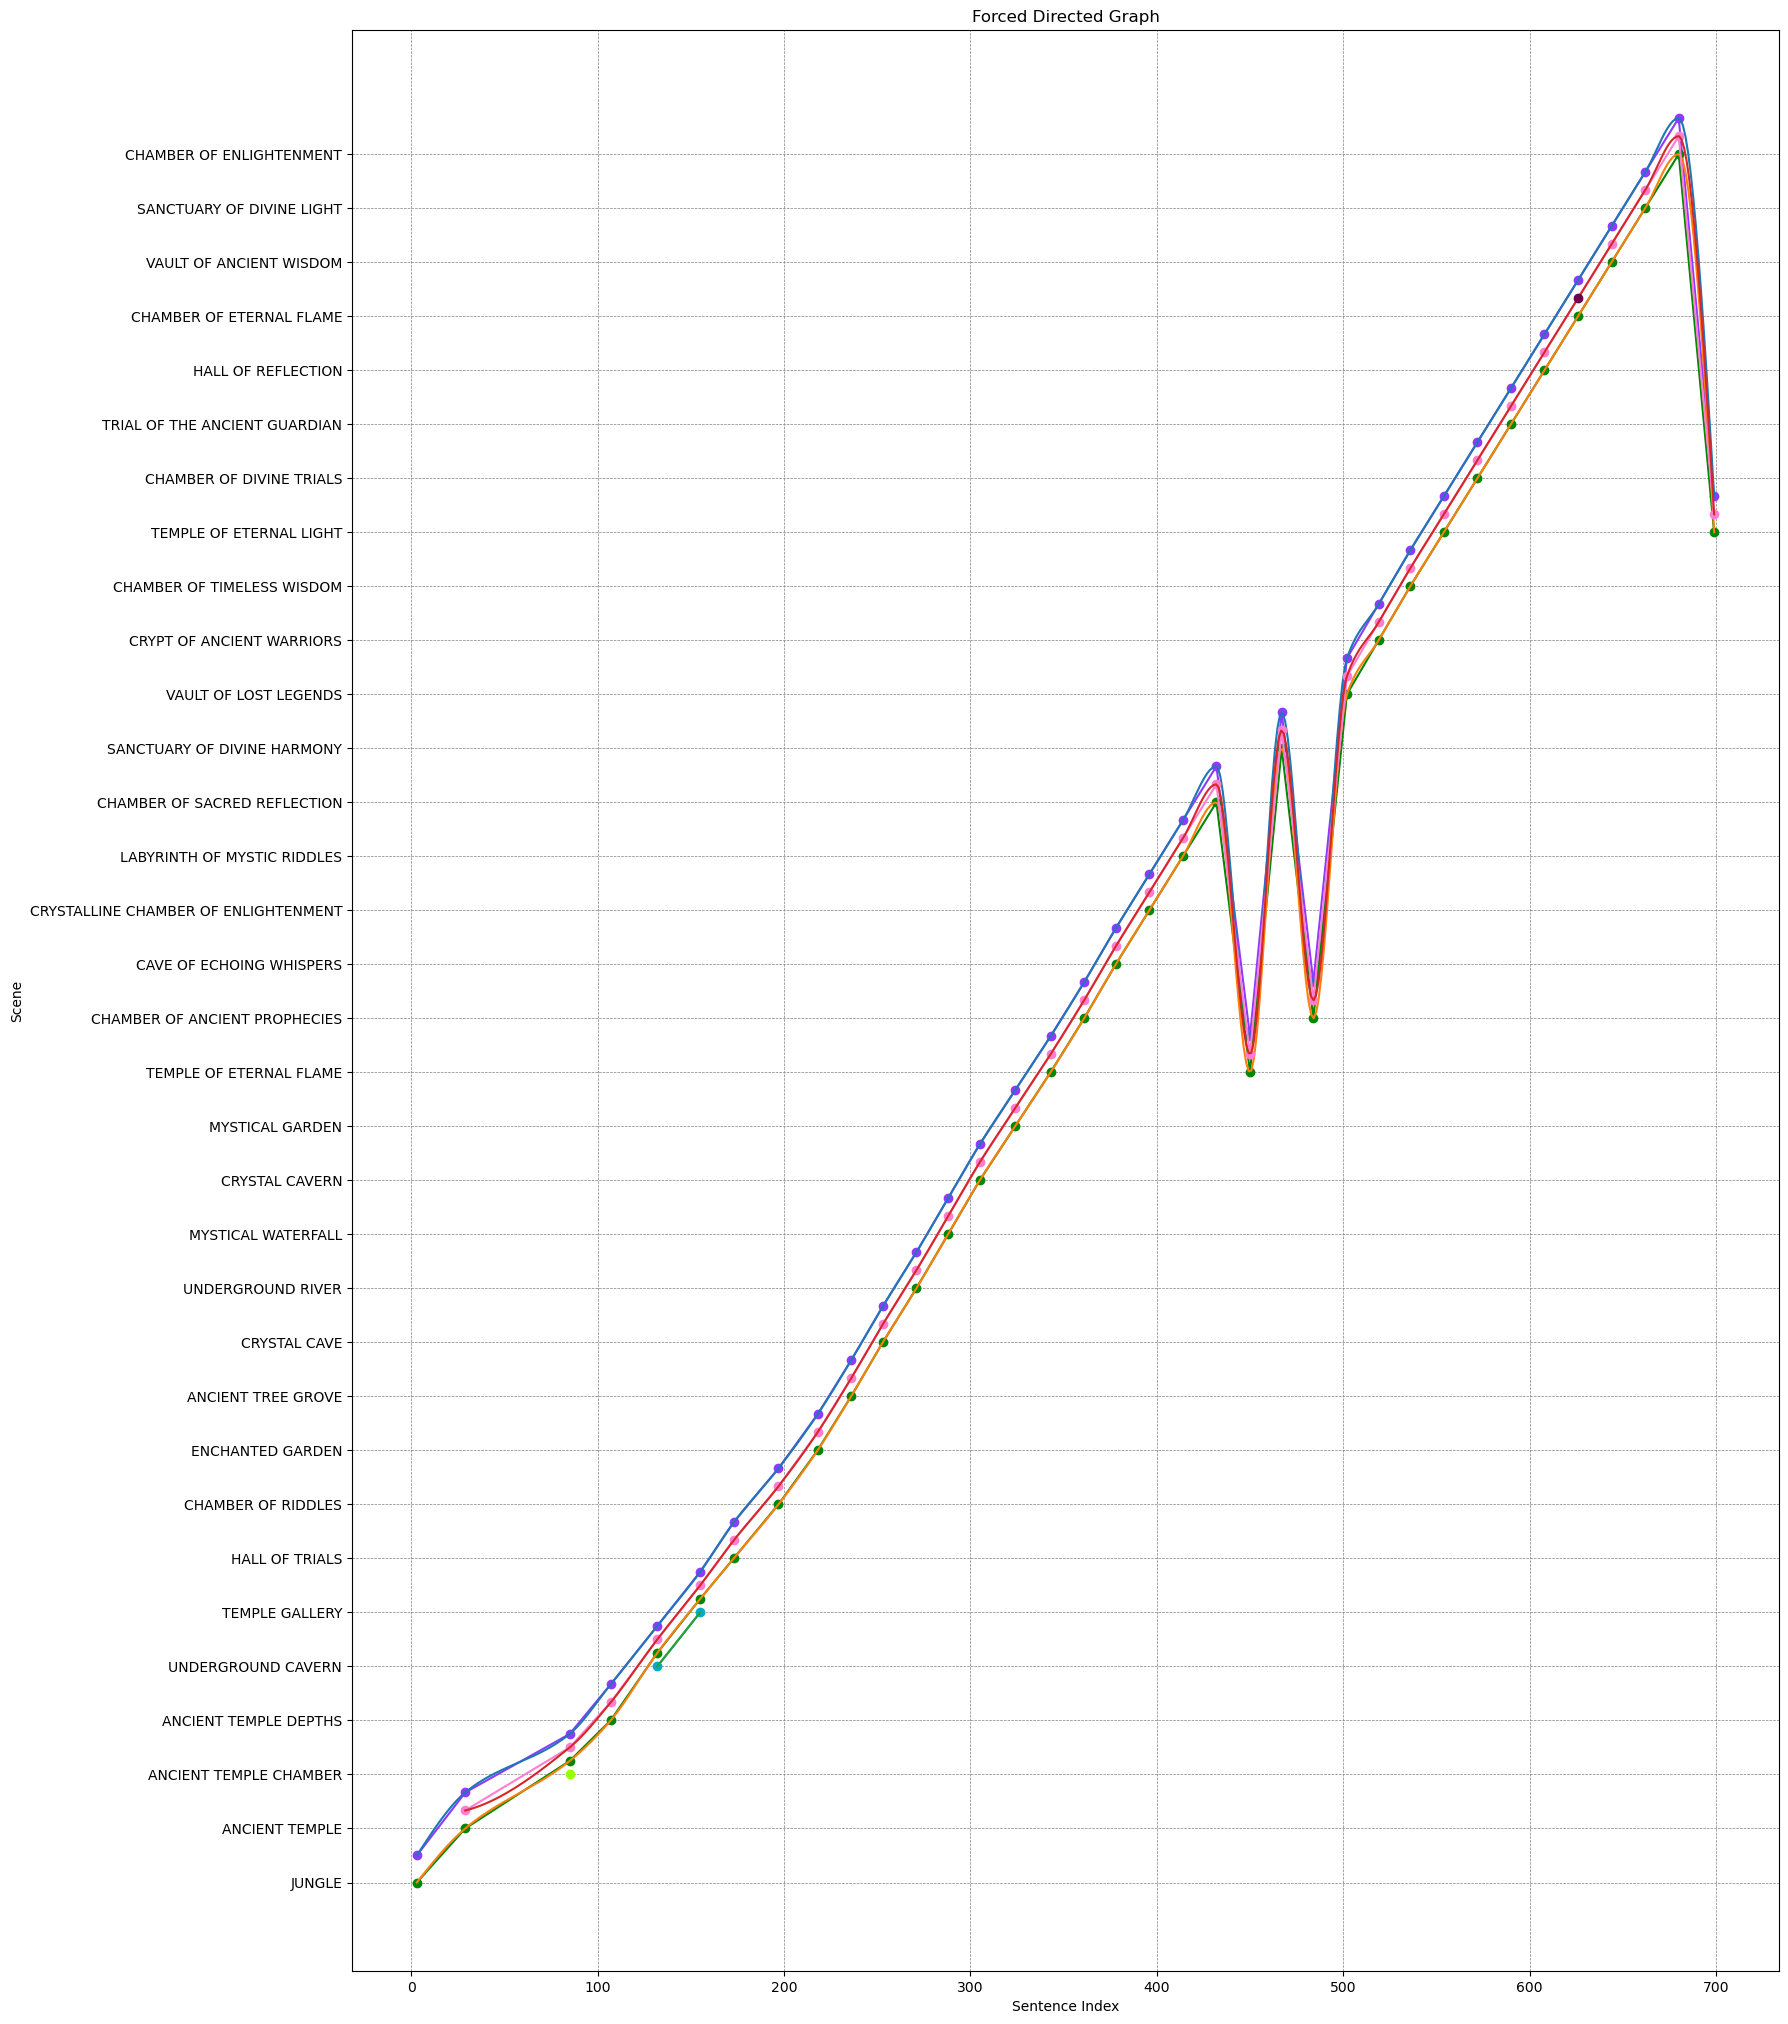 Forced Directed Graph
CHAMBER OF ENLIGHTENMENT
SANCTUARY OF DIVINE LIGHT
VAULT OF ANCIENT WISDOM
CHAMBER OF ETERNAL FLAME
HALL OF REFLECTION
TRIAL OF THE ANCIENT GUARDIAN
CHAMBER OF DIVINE TRIALS
TEMPLE OF ETERNAL LIGHT
CHAMBER OF TIMELESS WISDOM
CRYPT OF ANCIENT WARRIORS
VAULT OF LOST LEGENDS
SANCTUARY OF DIVINE HARMONY
CHAMBER OF SACRED REFLECTION
LABYRINTH OF MYSTIC RIDDLES
CRYSTALLINE CHAMBER OF ENLIGHTENMENT
CAVE OF ECHOING WHISPERS
CHAMBER OF ANCIENT PROPHECIES
TEMPLE OF ETERNAL FLAME
MYSTICAL GARDEN
CRYSTAL CAVERN
MYSTICAL WATERFALL
UNDERGROUND RIVER
CRYSTAL CAVE
ANCIENT TREE GROVE
ENCHANTED GARDEN
CHAMBER OF RIDDLES
HALL OF TRIALS
TEMPLE GALLERY
UNDERGROUND CAVERN
ANCIENT TEMPLE DEPTHS
ANCIENT TEMPLE CHAMBER
ANCIENT TEMPLE
JUNGLE
Scene
0 100 200 300 400 500 600 700
Sentence Index